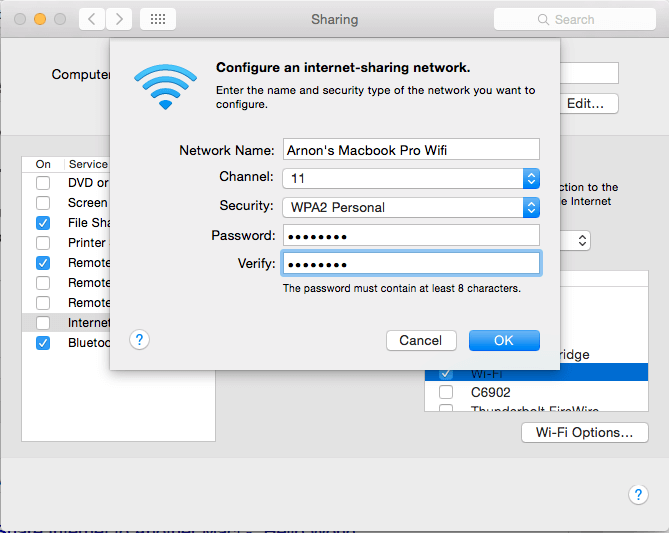 Sharing
Search
Configure an internet-sharing network.
Enter the name and security type of the network you want to
configure.
Computer
Edit...
Network Name: Arnon's Macbook Pro Wifi
Channel: 11
Security: WPA2 Personal
Password: ••••••••
Verify: ••••••••
The password must contain at least 8 characters.
Cancel
OK
On Service
DVD or
Screen
File Sha
Printer
Remote
Remote
Remote
Internet
Bluetoo
ction to the
Internet
Wi-Fi
C6902
Thunderbolt FireWire
Wi-Fi Options...